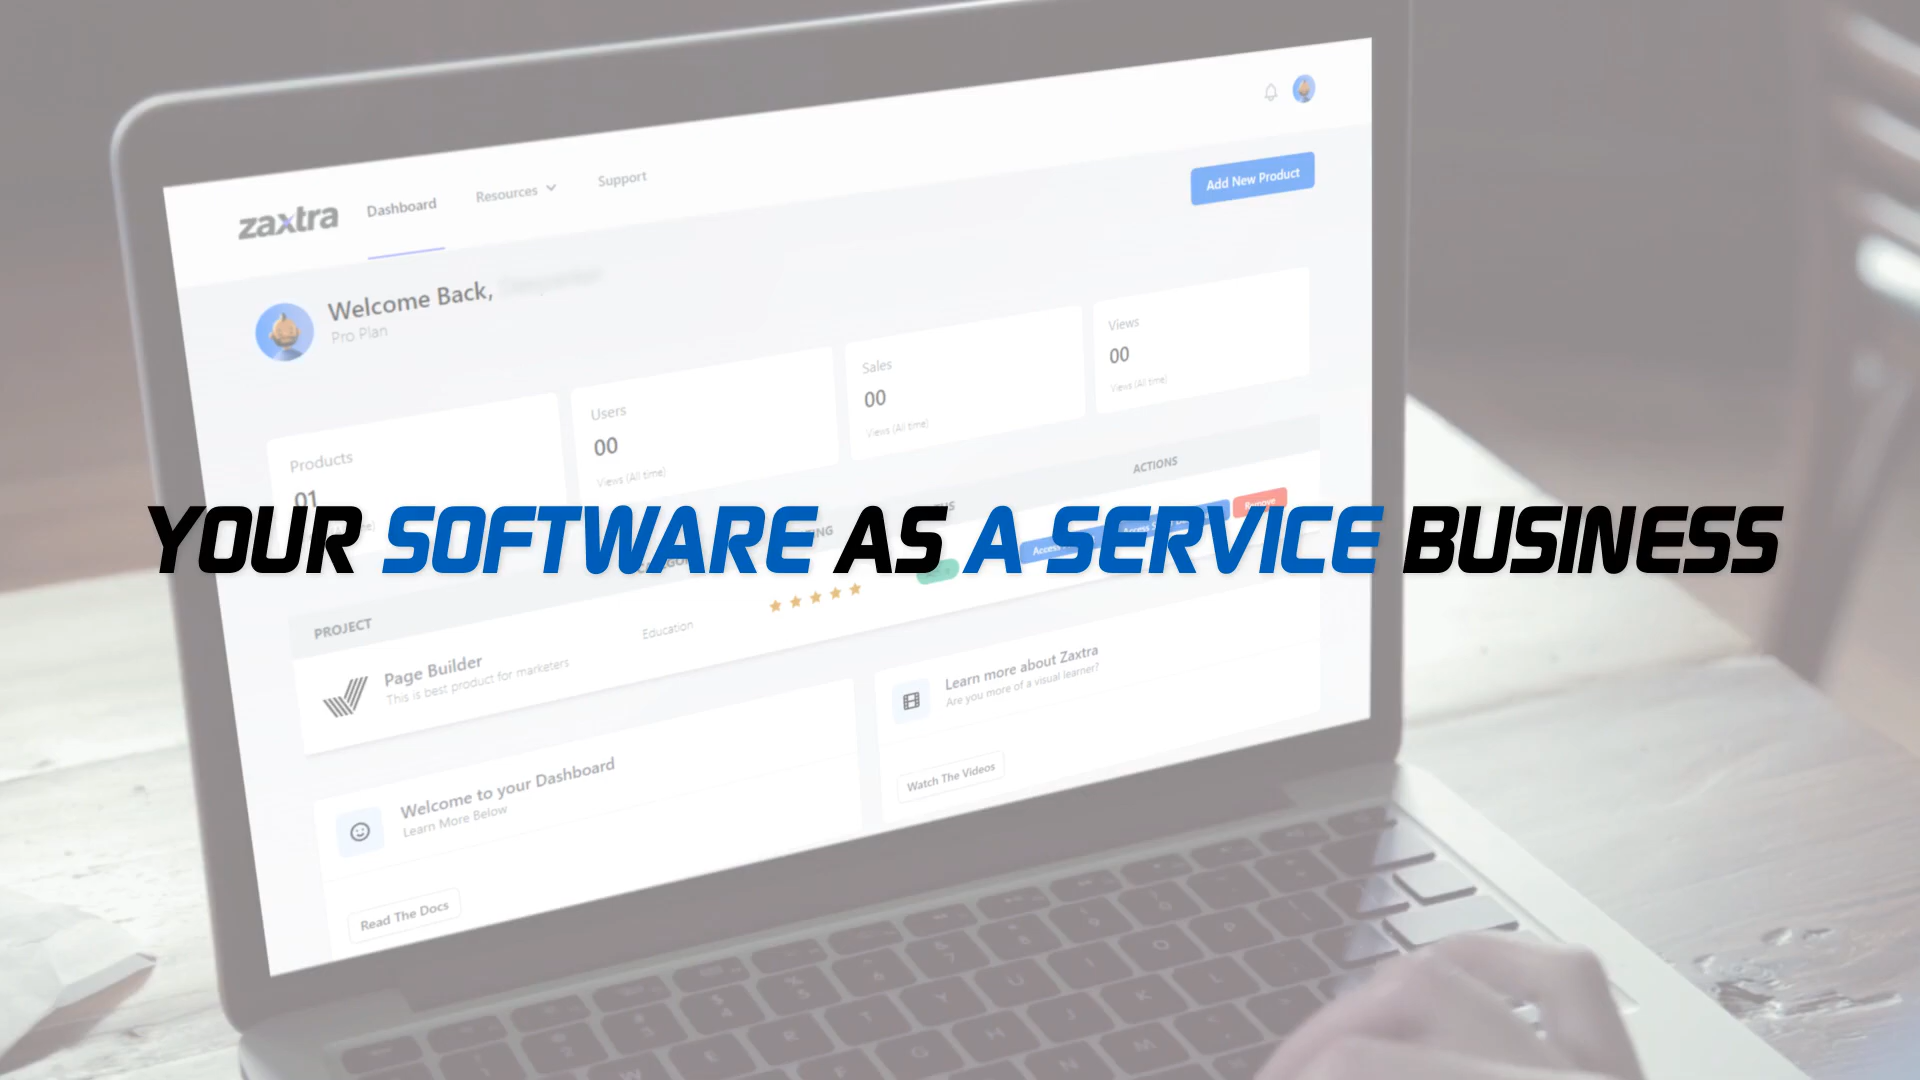 zaxtra
Dashboard
Resources
Support
Add New Product
Welcome Back,
Pro Plan
Products
01
Users
00
Views (All time)
Sales
00
Views (All time)
Views
00
Views (All time)
YOUR SOFTWARE AS A SERVICE BUSINESS
PROJECT
ACTIONS
Access
Remove
Page Builder
This is best product for marketers
Education
Welcome to your Dashboard
Learn More Below
Read The Docs
Learn more about Zaxtra
Are you more of a visual learner?
Watch The Videos